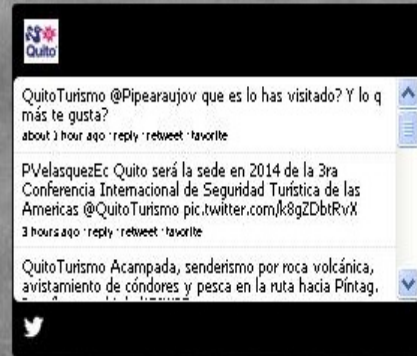 Quito
QuitoTurismo @Pipearaujov que es lo has visitado? Y lo q
más te gusta?
about 1 hour ago · reply · retweet · favorite
PVelasquezEc Quito será la sede en 2014 de la 3ra
Conferencia Internacional de Seguridad Turística de las
Americas @QuitoTurismo pic.twitter.com/k8gZDbtRvX
3 hours ago · reply · retweet · favorite
QuitoTurismo Acampada, senderismo por roca volcánica,
avistamiento de cóndores y pesca en la ruta hacia Píntag.